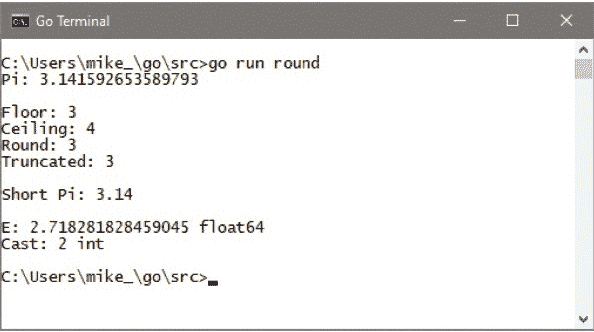 Go Terminal
C:\Users\mike_\go\src>go run round
Pi: 3.141592653589793
Floor: 3
Ceiling: 4
Round: 3
Truncated: 3
Short Pi: 3.14
E: 2.718281828459045 float64
Cast: 2 int
C:\Users\mike_\go\src>